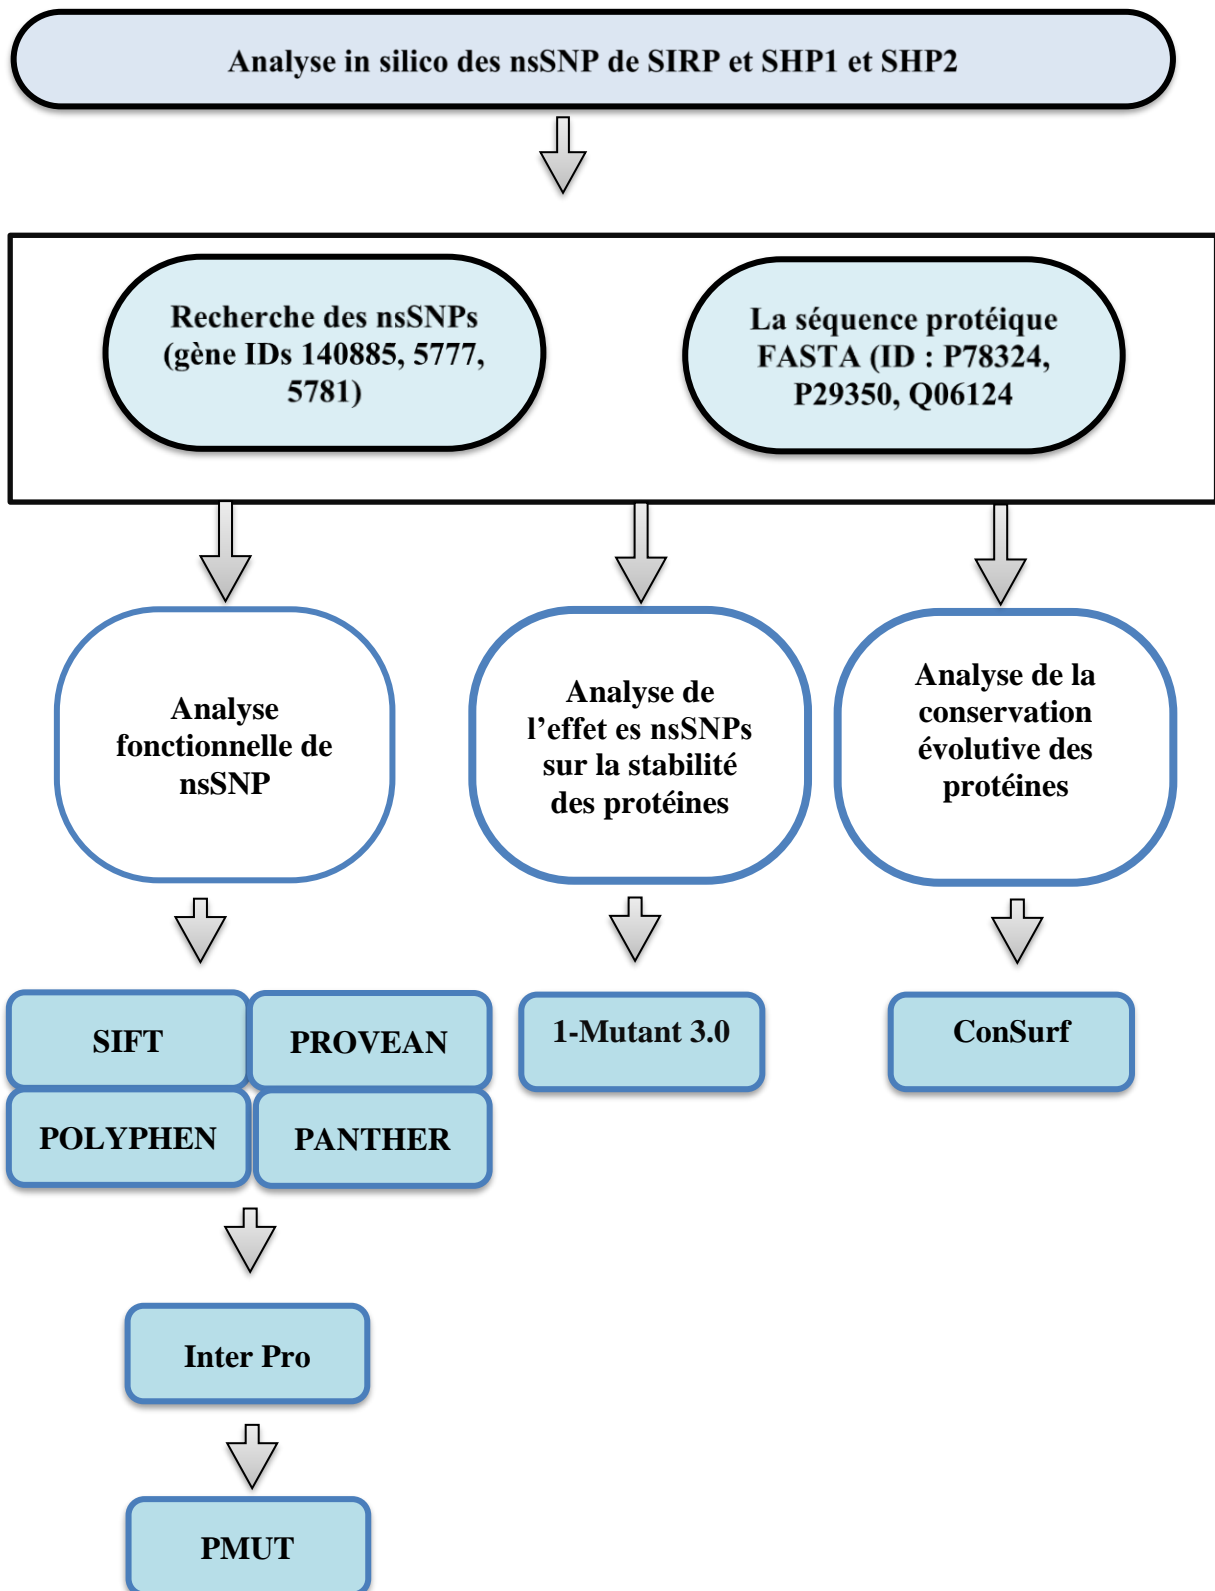 Analyse in silico des nsSNP de SIRP et SHP1 et SHP2
Recherche des nsSNPs
(gène IDs 140885, 5777,
5781)
La séquence protéique
FASTA (ID : P78324,
P29350, Q06124
Analyse
fonctionnelle de
nsSNP
Analyse de
l’effet es nsSNPs
sur la stabilité
des protéines
Analyse de la
conservation
évolutive des
protéines
SIFT
PROVEAN
POLYPHEN
PANTHER
1-Mutant 3.0
ConSurf
Inter Pro
PMUT